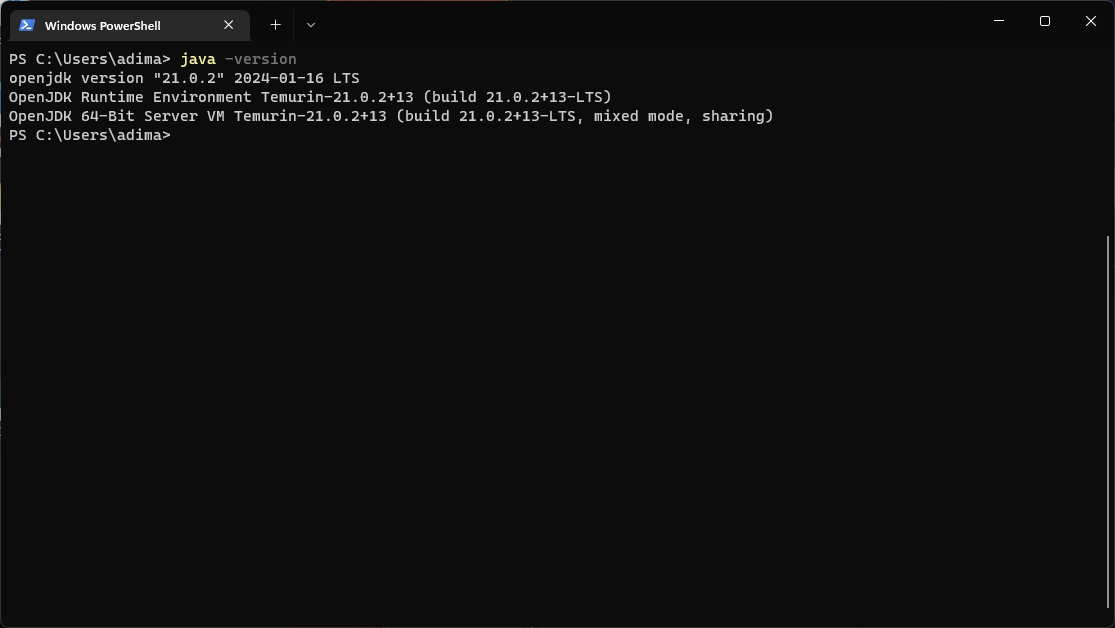 Windows PowerShell
PS C:\Users\adima> java -version
openjdk version "21.0.2" 2024-01-16 LTS
OpenJDK Runtime Environment Temurin-21.0.2+13 (build 21.0.2+13-LTS)
OpenJDK 64-Bit Server VM Temurin-21.0.2+13 (build 21.0.2+13-LTS, mixed mode, sharing)
PS C:\Users\adima>